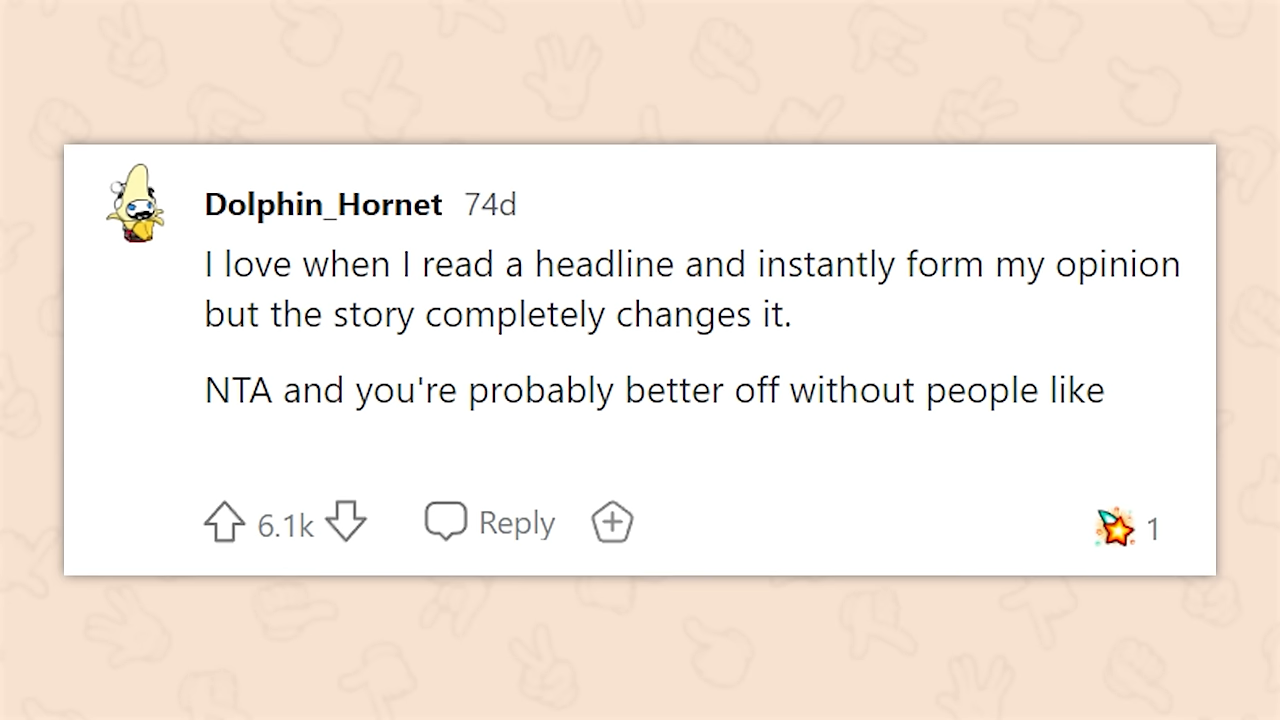 Dolphin_Hornet 74d
I love when I read a headline and instantly form my opinion
but the story completely changes it.
NTA and you're probably better off without people like
6.1k Reply 1